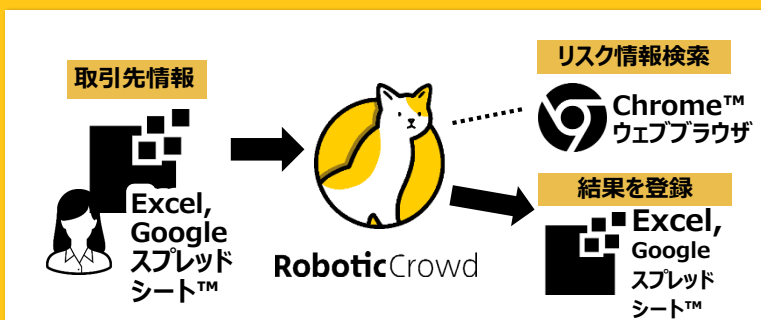 取引先情報
Excel,
Google
スプレッド
シート™
RoboticCrowd
リスク情報検索
Chrome™
ウェブブラウザ
結果を登録
Excel,
Google
スプレッド
シート™